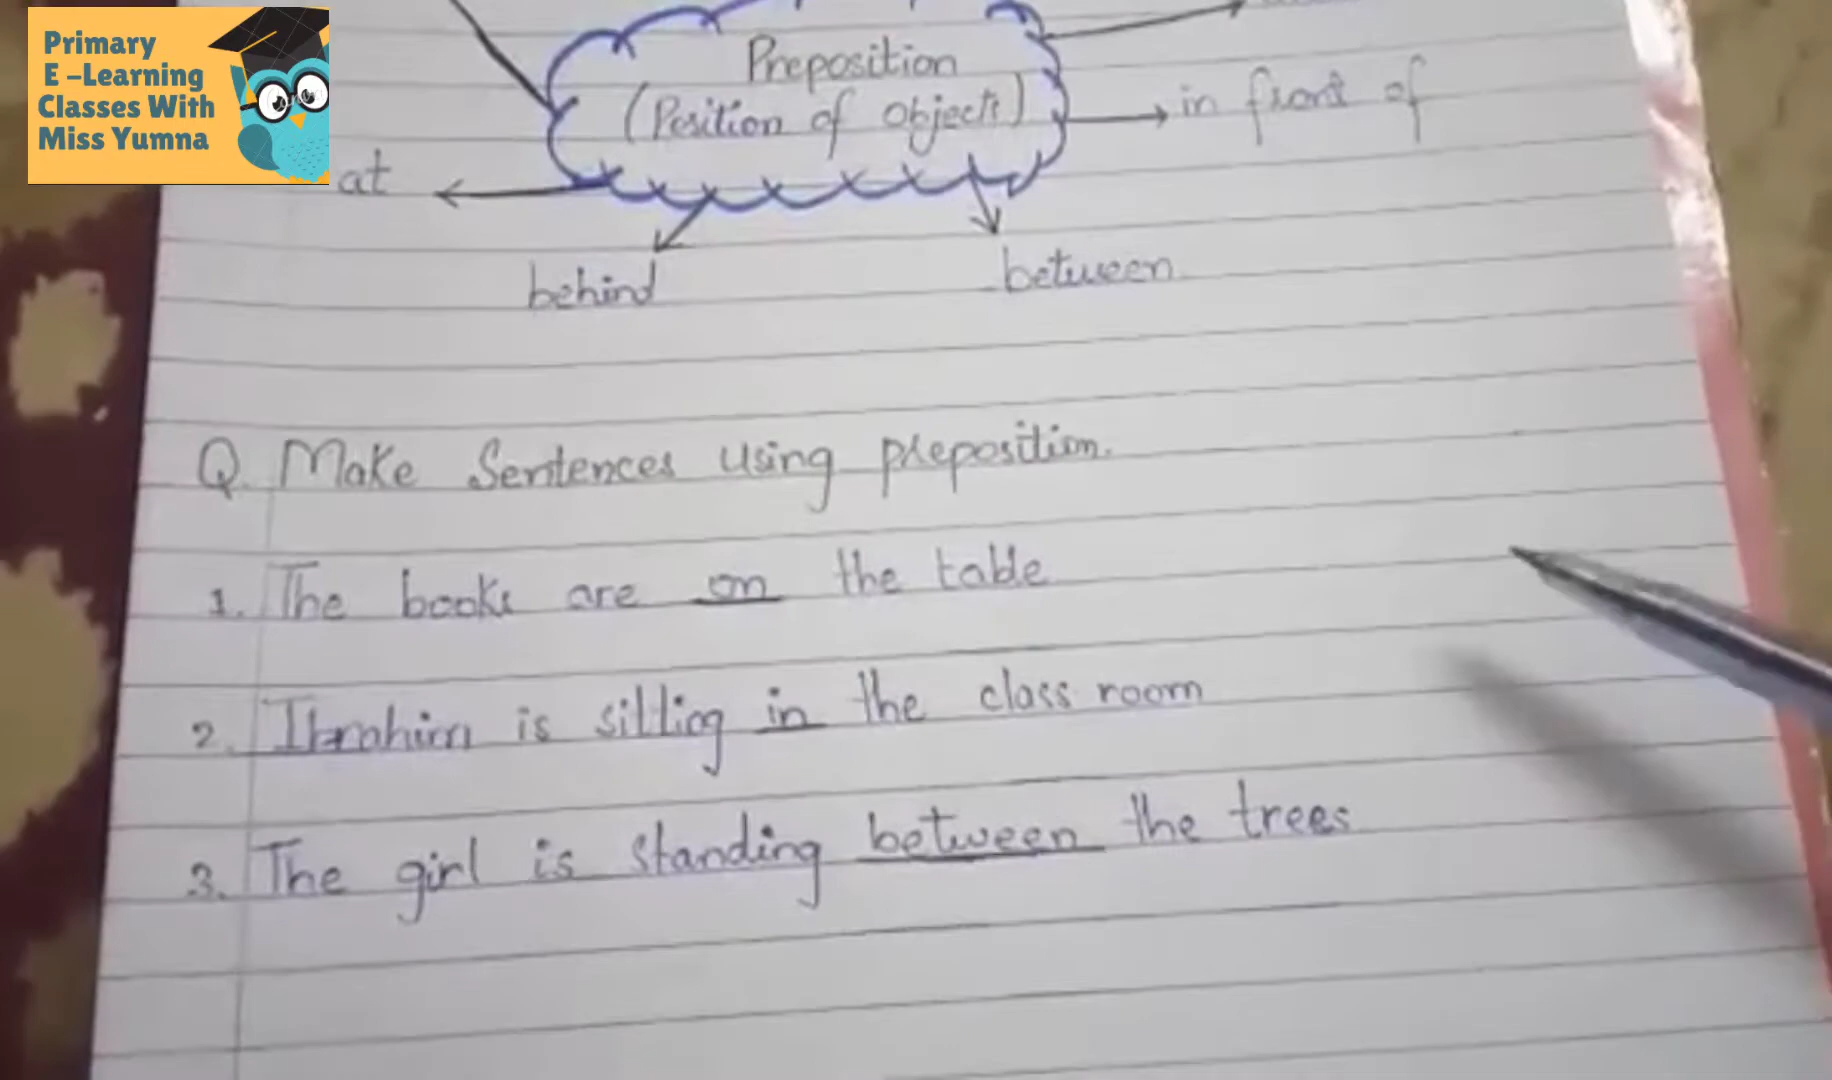 Primary
E -Learning
Classes With
Miss Yumna
Preposition
(Position of Objects)
in front of
at
behind
between
Q. Make Sentences Using preposition.
1. The books are on the table
2. Ibrahim is sitting in the class room
3. The girl is standing between the trees